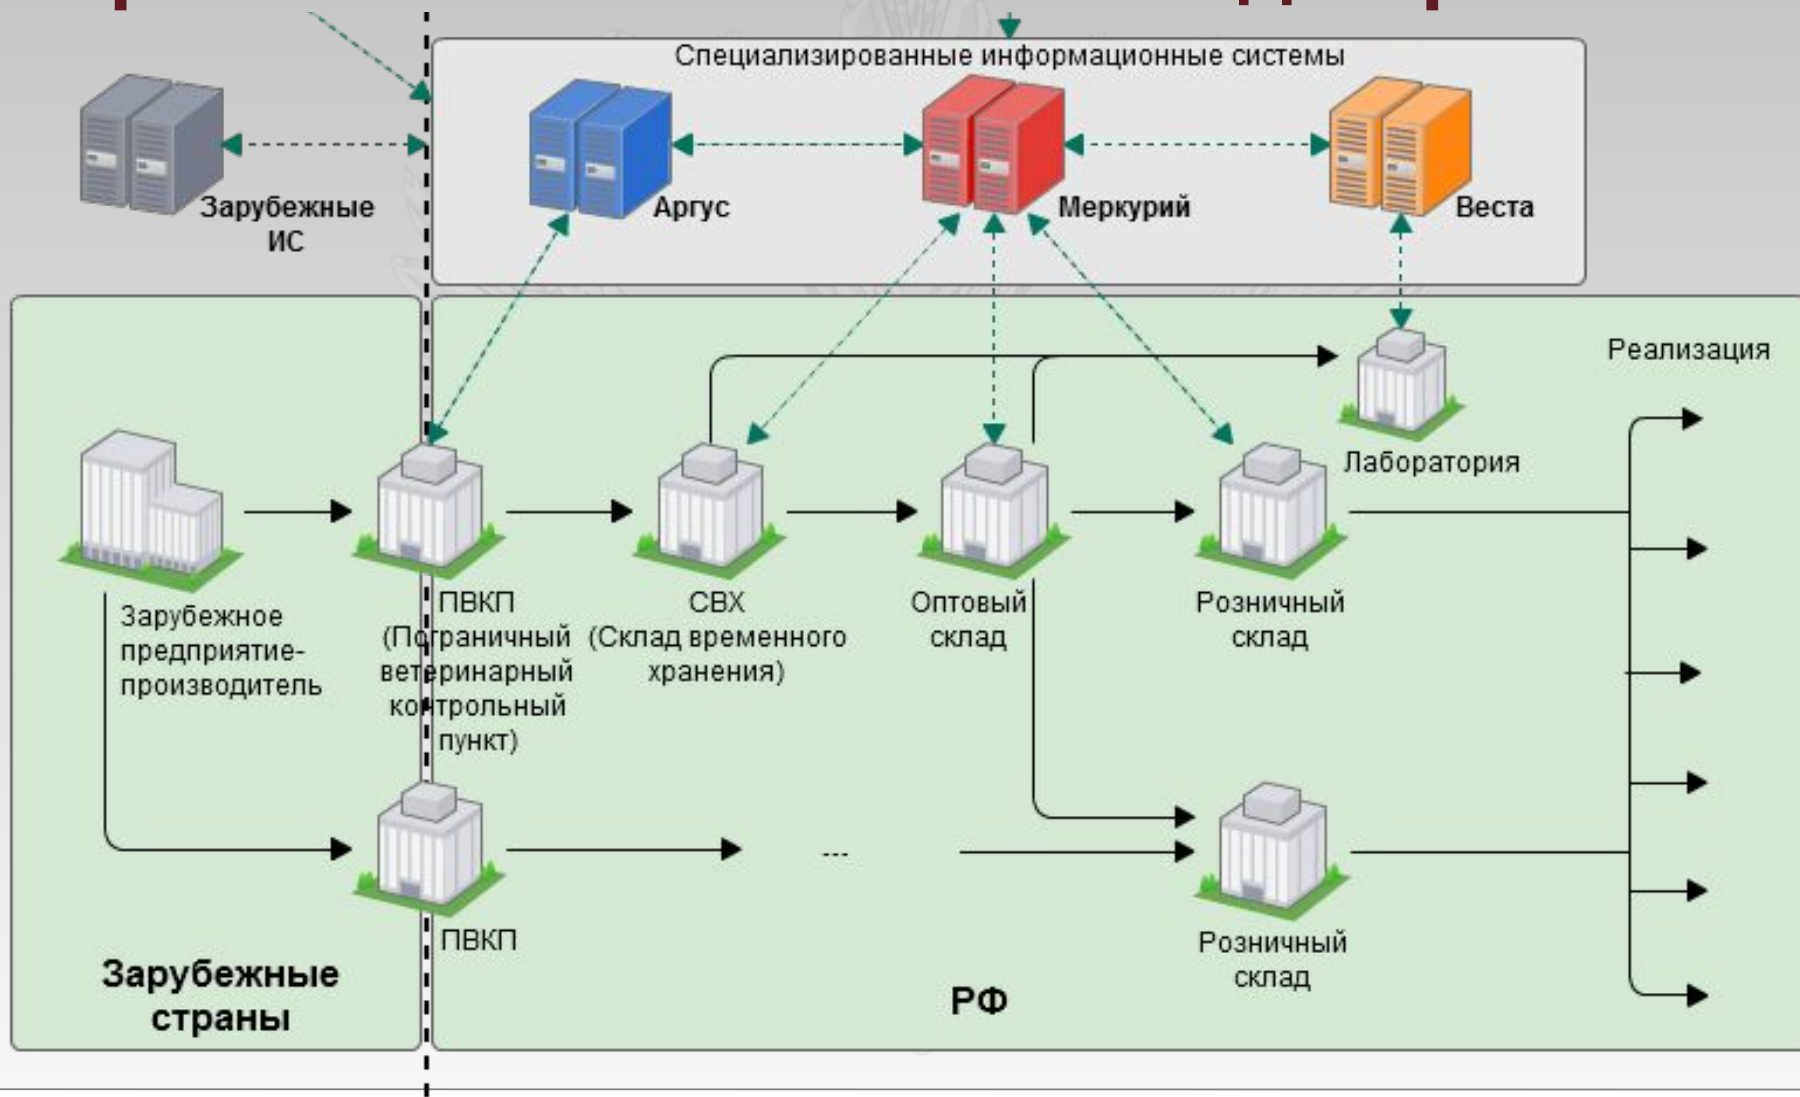 Специализированные информационные системы
Зарубежные
ИС
Аргус
Меркурий
Веста
Реализация
Лаборатория
Зарубежное
предприятие-
производитель
ПВКП
(Пограничный
ветеринарный
контрольный
пункт)
СВХ
(Склад временного
хранения)
Оптовый
склад
Розничный
склад
---
ПВКП
Розничный
склад
Зарубежные
страны
РФ